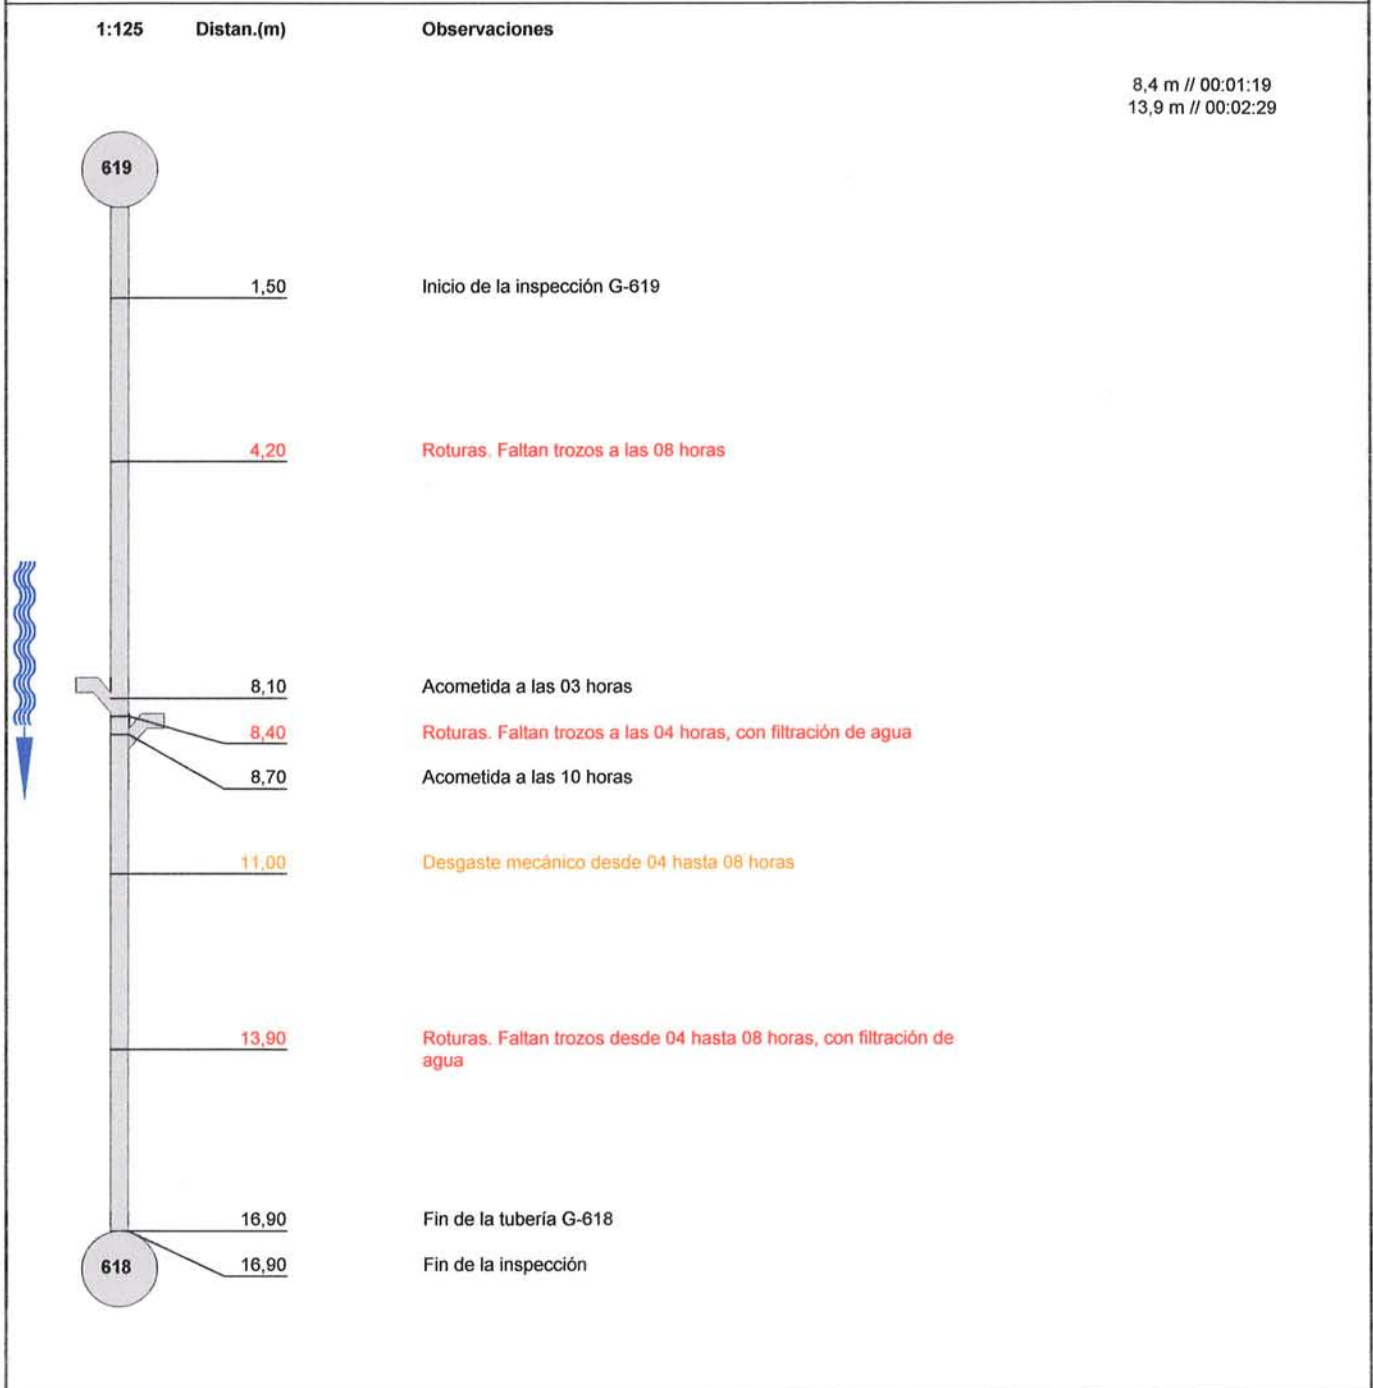 1:125 Distan.(m) Observaciones
8,4 m // 00:01:19
13,9 m // 00:02:29
619
1,50 Inicio de la inspección G-619
4,20 Roturas. Faltan trozos a las 08 horas
8,10 Acometida a las 03 horas
8,40 Roturas. Faltan trozos a las 04 horas, con filtración de agua
8,70 Acometida a las 10 horas
11,00 Desgaste mecánico desde 04 hasta 08 horas
13,90 Roturas. Faltan trozos desde 04 hasta 08 horas, con filtración de
agua
16,90 Fin de la tubería G-618
618 16,90 Fin de la inspección